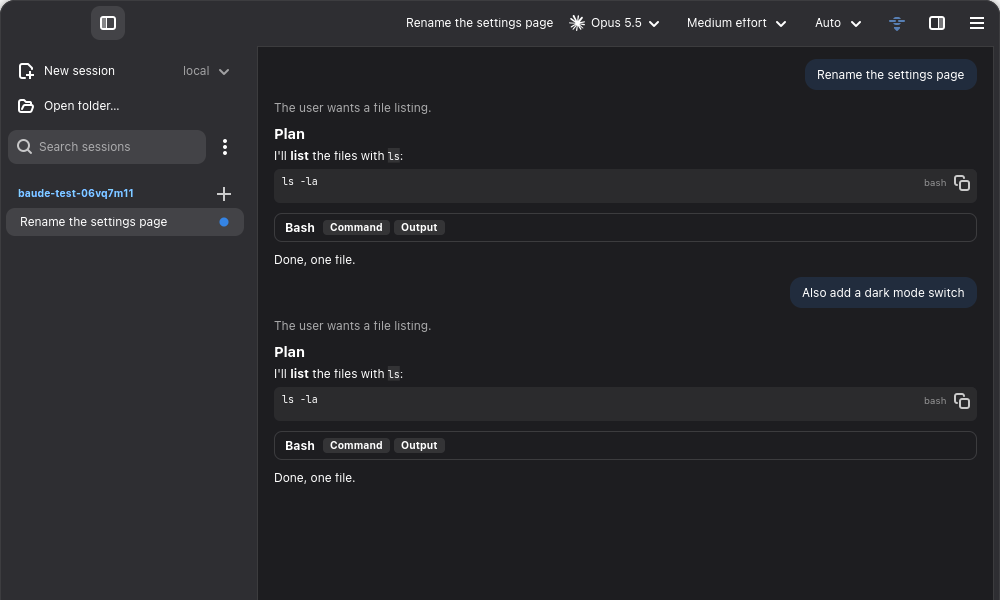 Rename the settings page
Opus 5.5
Medium effort
Auto
New session
local
Open folder...
Search sessions
baude-test-06vq7m11
Rename the settings page
Rename the settings page
The user wants a file listing.
Plan
I'll list the files with ls:
ls -la
bash
Bash Command Output
Done, one file.
Also add a dark mode switch
The user wants a file listing.
Plan
I'll list the files with ls:
ls -la
bash
Bash Command Output
Done, one file.